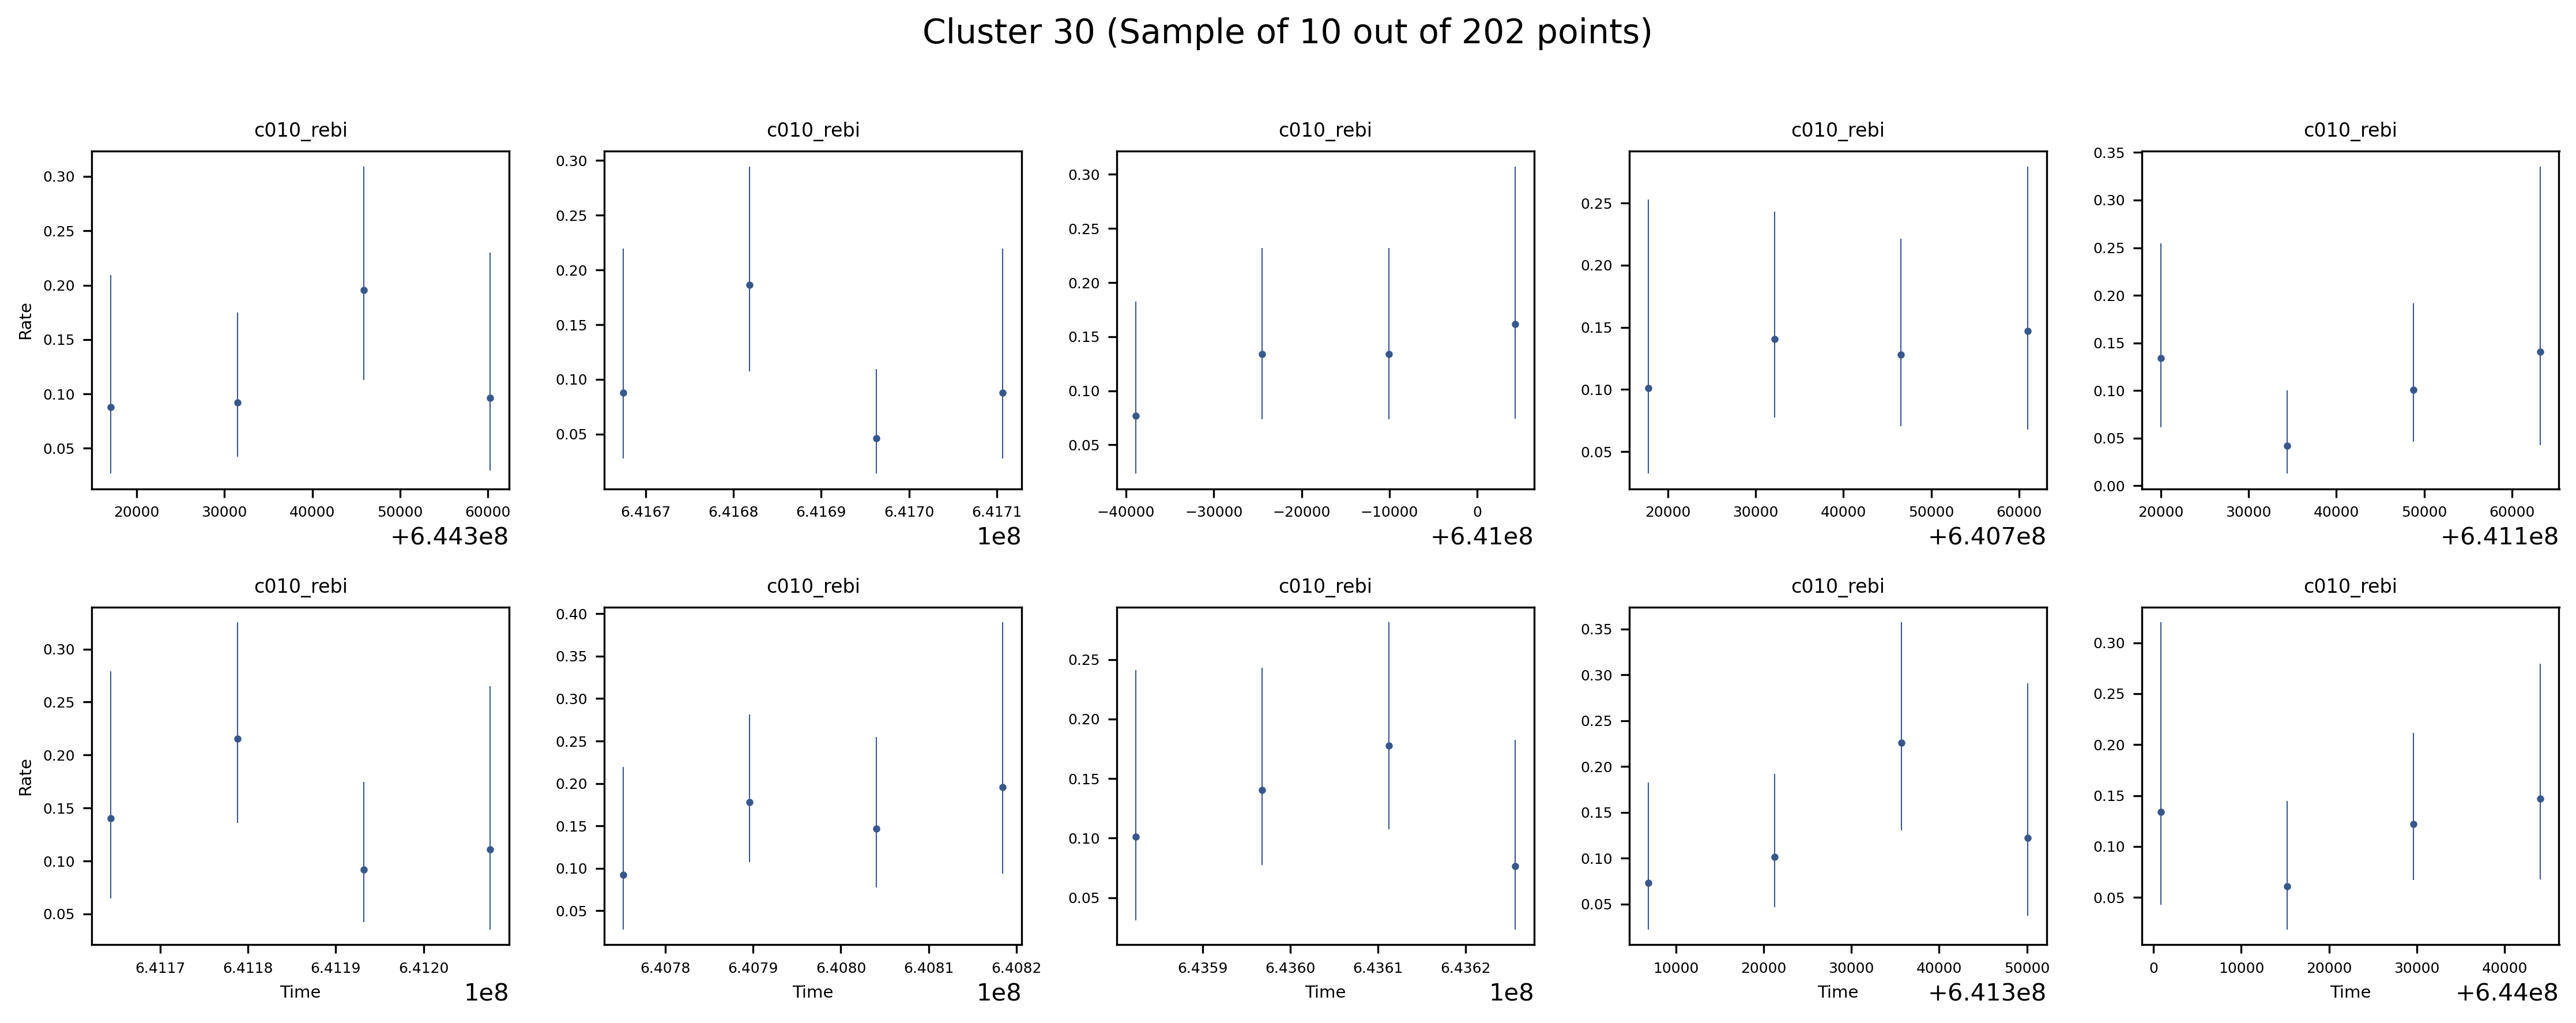 Cluster 30 (Sample of 10 out of 202 points)
c010_rebi c010_rebi c010_rebi c010_rebi c010_rebi
Rate
0.30
0.25
0.20
0.15
0.10
0.05
20000 30000 40000 50000 60000
+6.443e8
0.30
0.25
0.20
0.15
0.10
0.05
6.4167 6.4168 6.4169 6.4170 6.4171
1e8
0.30
0.25
0.20
0.15
0.10
0.05
−40000 −30000 −20000 −10000 0
+6.41e8
0.25
0.20
0.15
0.10
0.05
20000 30000 40000 50000 60000
+6.407e8
0.35
0.30
0.25
0.20
0.15
0.10
0.05
0.00
20000 30000 40000 50000 60000
+6.411e8
c010_rebi c010_rebi c010_rebi c010_rebi c010_rebi
Rate
0.30
0.25
0.20
0.15
0.10
0.05
6.4117 6.4118 6.4119 6.4120
Time 1e8
0.40
0.35
0.30
0.25
0.20
0.15
0.10
0.05
6.4078 6.4079 6.4080 6.4081 6.4082
Time 1e8
0.25
0.20
0.15
0.10
0.05
6.4359 6.4360 6.4361 6.4362
Time 1e8
0.35
0.30
0.25
0.20
0.15
0.10
0.05
10000 20000 30000 40000 50000
Time +6.413e8
0.30
0.25
0.20
0.15
0.10
0.05
0 10000 20000 30000 40000
Time +6.44e8